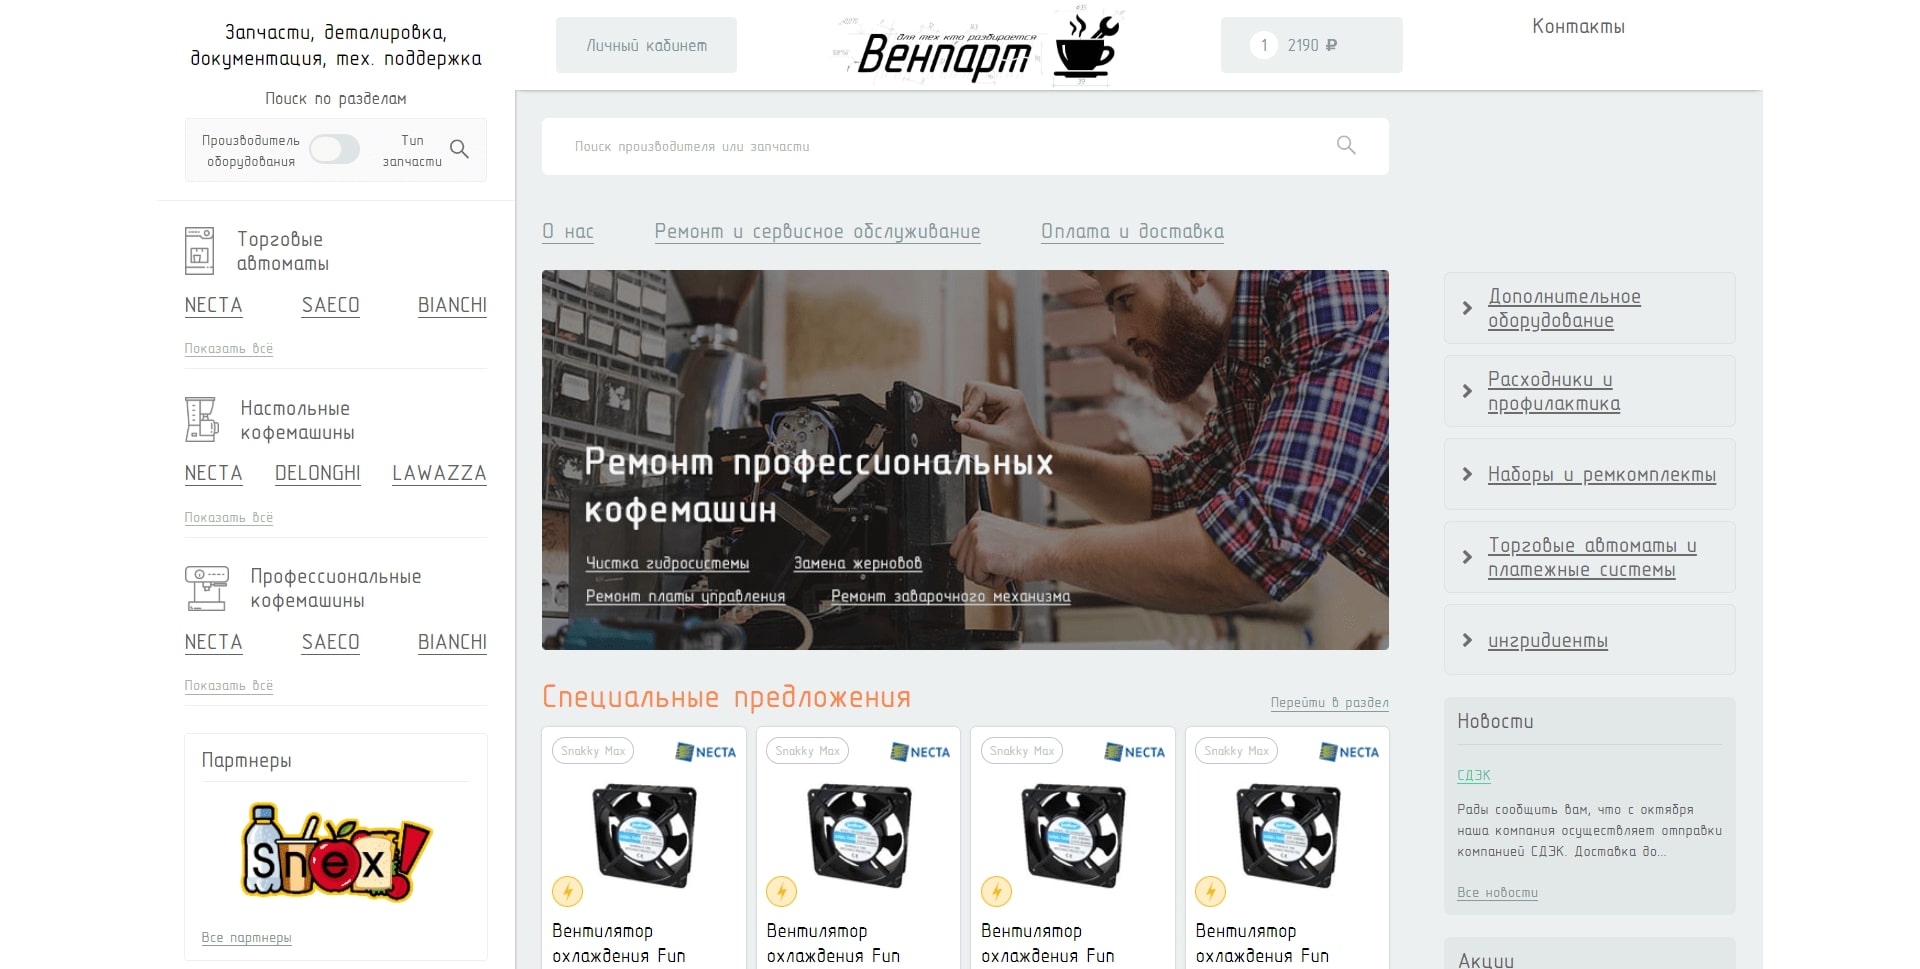 Запчасти, деталировка,
документация, тех. поддержка
Поиск по разделам
Производитель
оборудования
Тип
запчасти
Торговые
автоматы
NECTA SAECO BIANCHI
Показать всё
Настольные
кофемашины
NECTA DELONGHI LAWAZZA
Показать всё
Профессиональные
кофемашины
NECTA SAECO BIANCHI
Показать всё
Партнеры
Snex!
Все партнеры
Личный кабинет
для тех кто разбирается
Венпарт
1 2190 ₽
Контакты
Поиск производителя или запчасти
О нас Ремонт и сервисное обслуживание Оплата и доставка
Ремонт профессиональных
кофемашин
Чистка гидросистемы Замена жерновов
Ремонт платы управления Ремонт заварочного механизма
Специальные предложения
Перейти в раздел
Snakky Max NECTA
Вентилятор
охлаждения Fun
Snakky Max NECTA
Вентилятор
охлаждения Fun
Snakky Max NECTA
Вентилятор
охлаждения Fun
Snakky Max NECTA
Вентилятор
охлаждения Fun
Дополнительное
оборудование
Расходники и
профилактика
Наборы и ремкомплекты
Торговые автоматы и
платежные системы
ингридиенты
Новости
СДЭК
Рады сообщить вам, что с октября
наша компания осуществляет отправки
компанией СДЭК. Доставка до...
Все новости
Акции